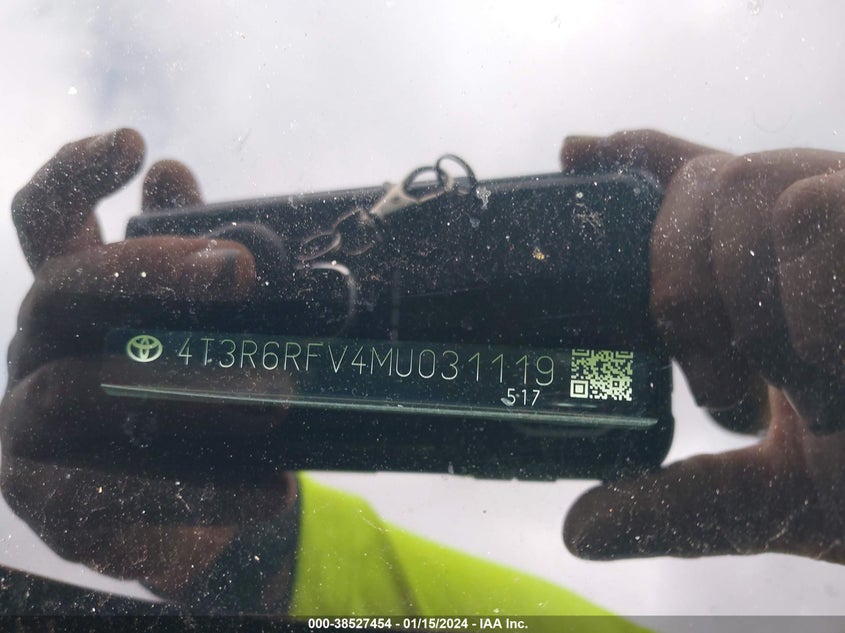 4T3R6RFV4MU031119
517
000-38527454 - 01/15/2024 - IAA Inc.